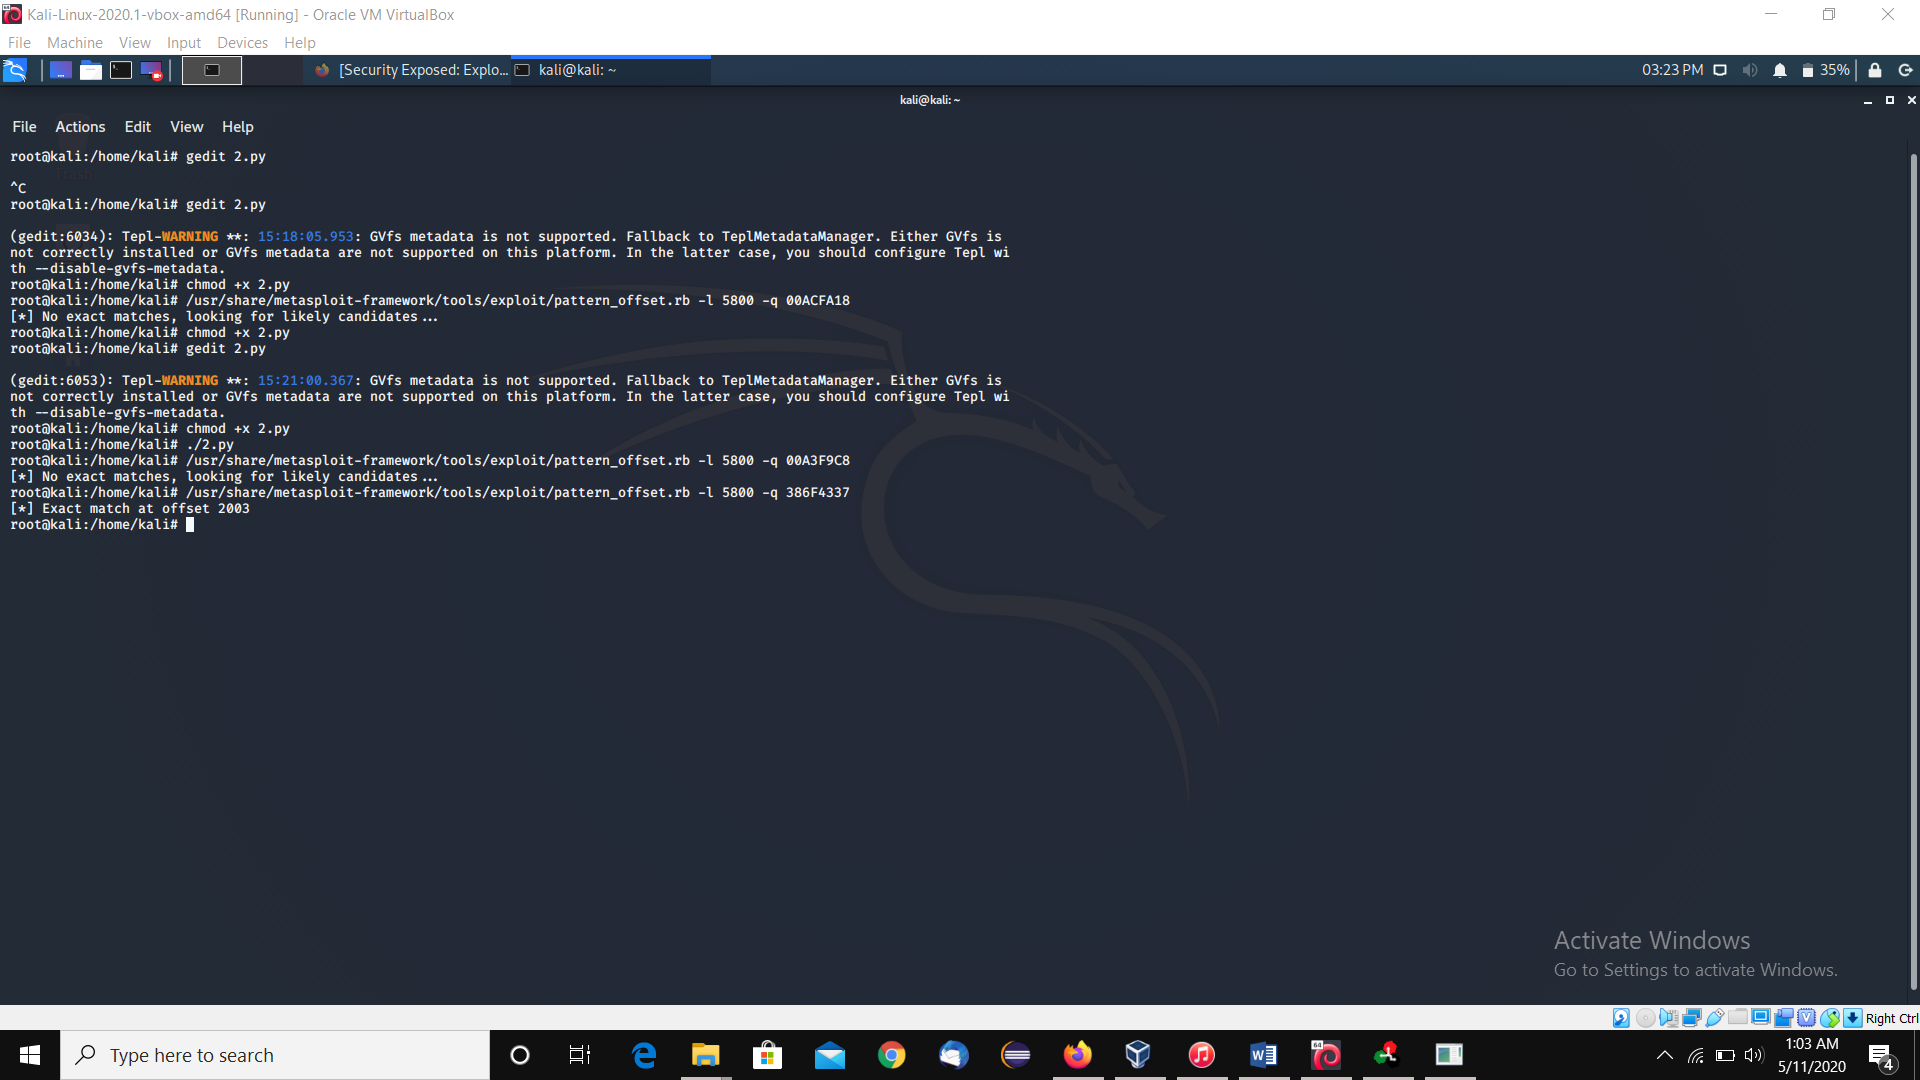 Kali-Linux-2020.1-vbox-amd64 [Running] - Oracle VM VirtualBox
File Machine View Input Devices Help
[Security Exposed: Explo... kali@kali: ~ 03:23 PM 35%
kali@kali: ~
File Actions Edit View Help
root@kali:/home/kali# gedit 2.py
^C
root@kali:/home/kali# gedit 2.py
(gedit:6034): Tepl-WARNING **: 15:18:05.953: GVfs metadata is not supported. Fallback to TeplMetadataManager. Either GVfs is
not correctly installed or GVfs metadata are not supported on this platform. In the latter case, you should configure Tepl wi
th --disable-gvfs-metadata.
root@kali:/home/kali# chmod +x 2.py
root@kali:/home/kali# /usr/share/metasploit-framework/tools/exploit/pattern_offset.rb -l 5800 -q 00ACFA18
[*] No exact matches, looking for likely candidates...
root@kali:/home/kali# chmod +x 2.py
root@kali:/home/kali# gedit 2.py
(gedit:6053): Tepl-WARNING **: 15:21:00.367: GVfs metadata is not supported. Fallback to TeplMetadataManager. Either GVfs is
not correctly installed or GVfs metadata are not supported on this platform. In the latter case, you should configure Tepl wi
th --disable-gvfs-metadata.
root@kali:/home/kali# chmod +x 2.py
root@kali:/home/kali# ./2.py
root@kali:/home/kali# /usr/share/metasploit-framework/tools/exploit/pattern_offset.rb -l 5800 -q 00A3F9C8
[*] No exact matches, looking for likely candidates...
root@kali:/home/kali# /usr/share/metasploit-framework/tools/exploit/pattern_offset.rb -l 5800 -q 386F4337
[*] Exact match at offset 2003
root@kali:/home/kali#
Activate Windows
Go to Settings to activate Windows.
Right Ctrl
Type here to search
1:03 AM
5/11/2020
4